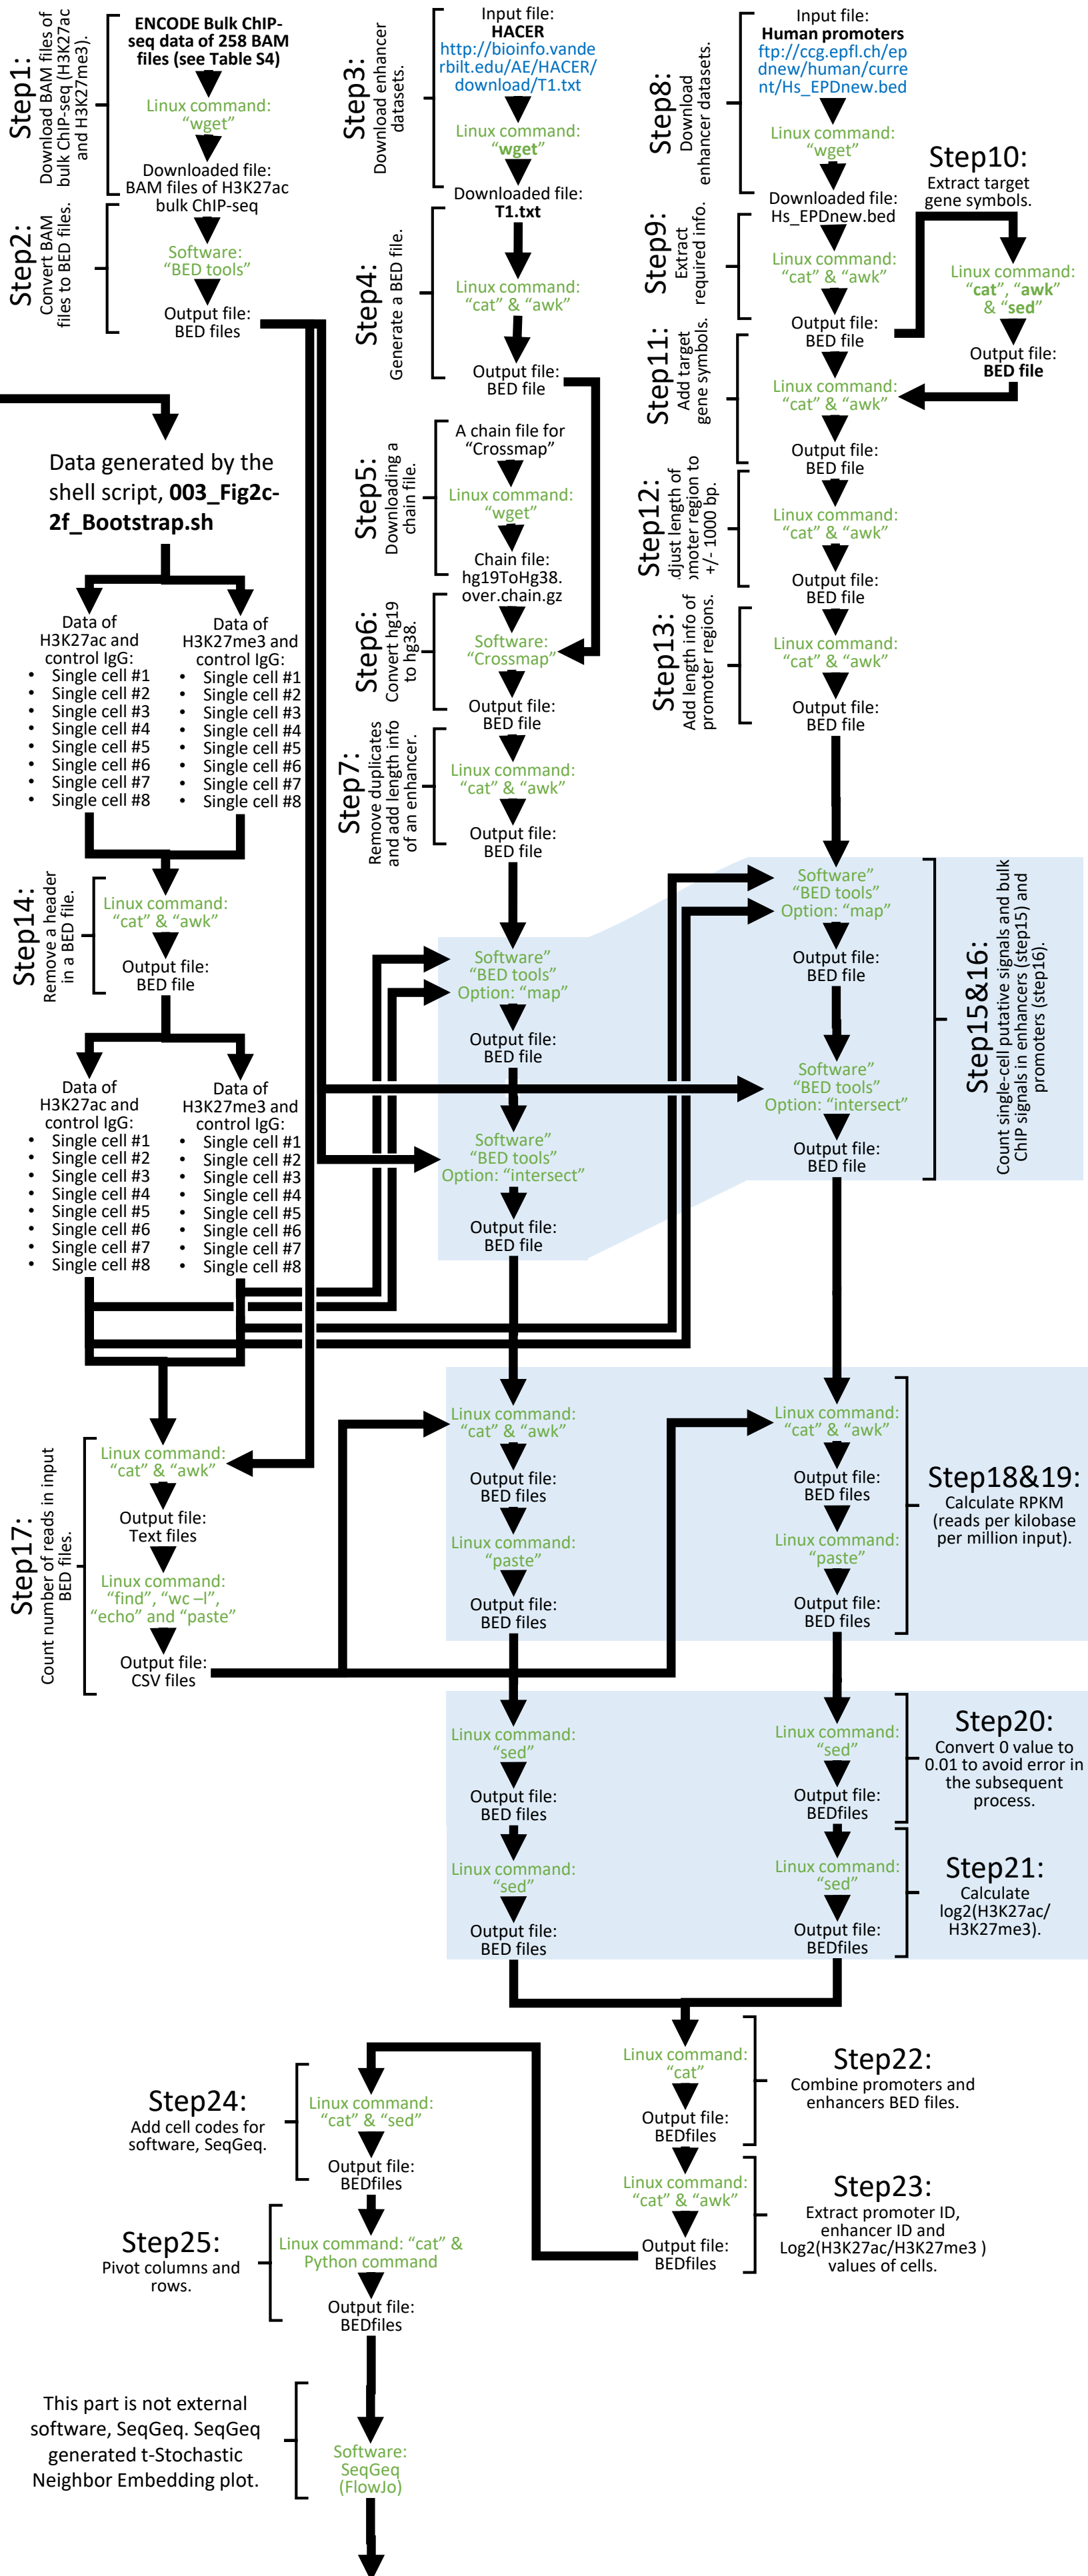 Step1:
Download BAM files of
bulk ChIP-seq (H3K27ac
and H3K27me3).
ENCODE Bulk ChIP-
seq data of 258 BAM
files (see Table S4)
Linux command:
“wget”
Downloaded file:
BAM files of H3K27ac
bulk ChIP-seq
Step2:
Convert BAM
files to BED files.
Software:
“BED tools”
Output file:
BED files
Step3:
Download enhancer
datasets.
Input file:
HACER
http://bioinfo.vande
rbilt.edu/AE/HACER/
download/T1.txt
Linux command:
“wget”
Downloaded file:
T1.txt
Step4:
Generate a BED file.
Linux command:
“cat” & “awk”
Output file:
BED file
Step5:
Downloading a
chain file.
A chain file for
“Crossmap”
Linux command:
“wget”
Chain file:
hg19ToHg38.
over.chain.gz
Step6:
Convert hg19
to hg38.
Software:
“Crossmap”
Output file:
BED file
Step7:
Remove duplicates
and add length info
of an enhancer.
Linux command:
“cat” & “awk”
Output file:
BED file
Step8:
Download
enhancer datasets.
Input file:
Human promoters
ftp://ccg.epfl.ch/ep
dnew/human/curre
nt/Hs_EPDnew.bed
Linux command:
“wget”
Downloaded file:
Hs_EPDnew.bed
Step9:
Extract
required info.
Linux command:
“cat” & “awk”
Output file:
BED file
Step10:
Extract target
gene symbols.
Linux command:
“cat”, “awk”
& “sed”
Output file:
BED file
Step11:
Add target
gene symbols.
Linux command:
“cat” & “awk”
Output file:
BED file
Step12:
djust length of
omoter region to
+/- 1000 bp.
Linux command:
“cat” & “awk”
Output file:
BED file
Step13:
Add length info of
promoter regions.
Linux command:
“cat” & “awk”
Output file:
BED file
Data generated by the
shell script, 003_Fig2c-
2f_Bootstrap.sh
Data of
H3K27ac and
control IgG:
• Single cell #1
• Single cell #2
• Single cell #3
• Single cell #4
• Single cell #5
• Single cell #6
• Single cell #7
• Single cell #8
Data of
H3K27me3 and
control IgG:
• Single cell #1
• Single cell #2
• Single cell #3
• Single cell #4
• Single cell #5
• Single cell #6
• Single cell #7
• Single cell #8
Step14:
Remove a header
in a BED file.
Linux command:
“cat” & “awk”
Output file:
BED file
Data of
H3K27ac and
control IgG:
• Single cell #1
• Single cell #2
• Single cell #3
• Single cell #4
• Single cell #5
• Single cell #6
• Single cell #7
• Single cell #8
Data of
H3K27me3 and
control IgG:
• Single cell #1
• Single cell #2
• Single cell #3
• Single cell #4
• Single cell #5
• Single cell #6
• Single cell #7
• Single cell #8
Software”
“BED tools”
Option: “map”
Output file:
BED file
Software”
“BED tools”
Option: “intersect”
Output file:
BED file
Software”
“BED tools”
Option: “map”
Output file:
BED file
Software”
“BED tools”
Option: “intersect”
Output file:
BED file
Step15&16:
Count single-cell putative signals and bulk
ChIP signals in enhancers (step15) and
promoters (step16).
Step17:
Count number of reads in input
BED files.
Linux command:
“cat” & “awk”
Output file:
Text files
Linux command:
“find”, “wc –l”,
“echo” and “paste”
Output file:
CSV files
Linux command:
“cat” & “awk”
Output file:
BED files
Linux command:
“paste”
Output file:
BED files
Linux command:
“cat” & “awk”
Output file:
BED files
Linux command:
“paste”
Output file:
BED files
Step18&19:
Calculate RPKM
(reads per kilobase
per million input).
Linux command:
“sed”
Output file:
BED files
Linux command:
“sed”
Output file:
BED files
Linux command:
“sed”
Output file:
BEDfiles
Linux command:
“sed”
Output file:
BEDfiles
Step20:
Convert 0 value to
0.01 to avoid error in
the subsequent
process.
Step21:
Calculate
log2(H3K27ac/
H3K27me3).
Linux command:
“cat”
Output file:
BEDfiles
Step22:
Combine promoters and
enhancers BED files.
Linux command:
“cat” & “awk”
Output file:
BEDfiles
Step23:
Extract promoter ID,
enhancer ID and
Log2(H3K27ac/H3K27me3 )
values of cells.
Step24:
Add cell codes for
software, SeqGeq.
Linux command:
“cat” & “sed”
Output file:
BEDfiles
Step25:
Pivot columns and
rows.
Linux command: “cat” &
Python command
Output file:
BEDfiles
This part is not external
software, SeqGeq. SeqGeq
generated t-Stochastic
Neighbor Embedding plot.
Software:
SeqGeq
(FlowJo)